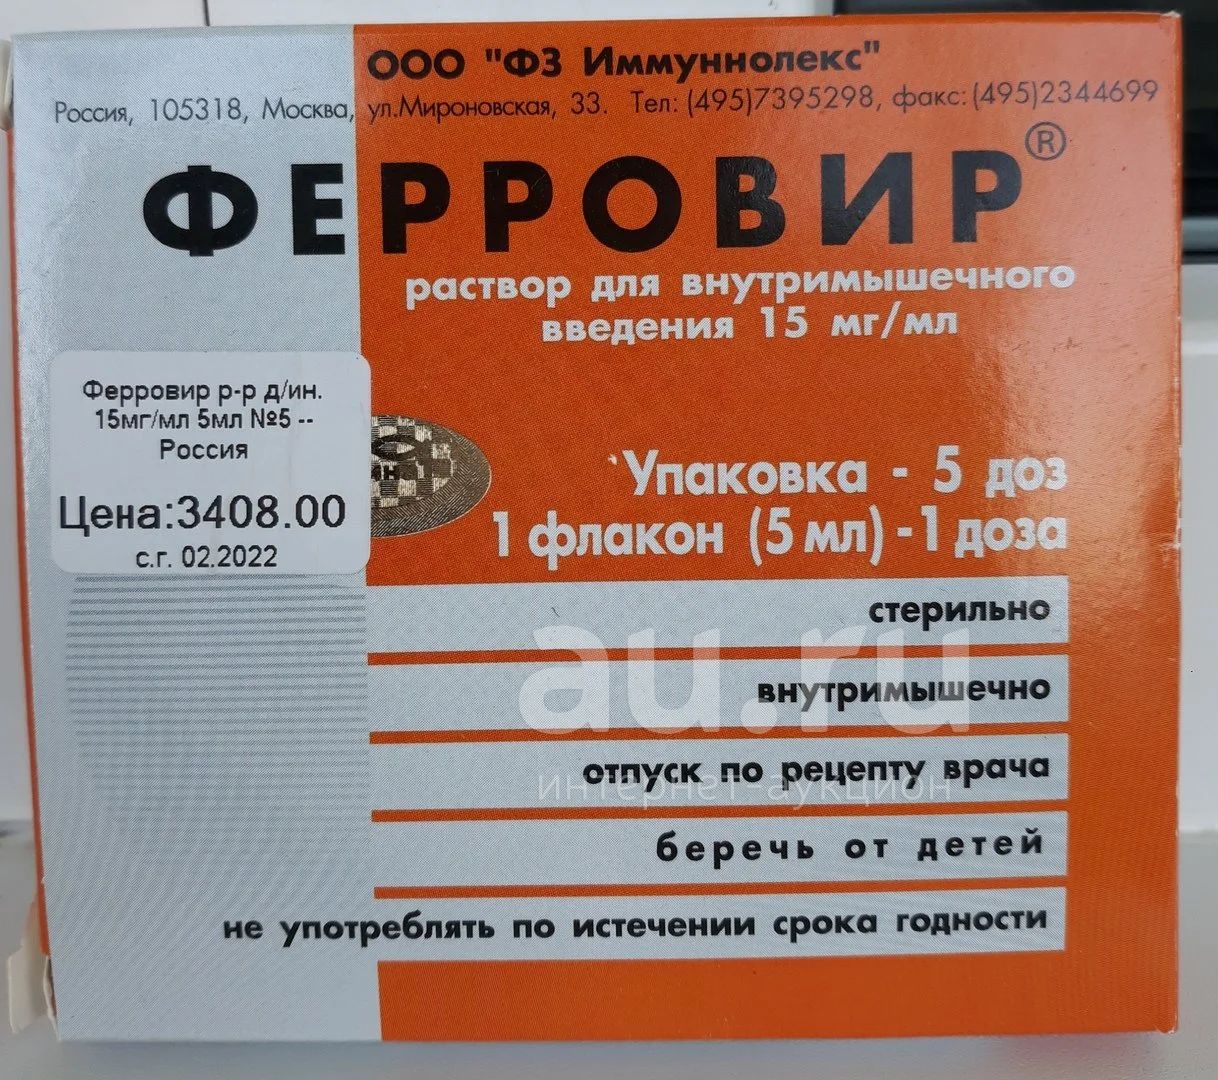 ООО "ФЗ Иммуннолекс"
Россия, 105318, Москва, ул.Мироновская, 33. Тел: (495)7395298, факс: (495)2344699
ФЕРРОВИР®
раствор для внутримышечного
введения 15 мг/мл
Ферровир р-р д/ин.
15мг/мл 5мл №5 --
Россия
Цена:3408.00
с.г. 02.2022
Упаковка - 5 доз
1 флакон (5 мл) - 1 доза
стерильно
внутримышечно
отпуск по рецепту врача
беречь от детей
не употреблять по истечении срока годности
au.ru
интернет-аукцион